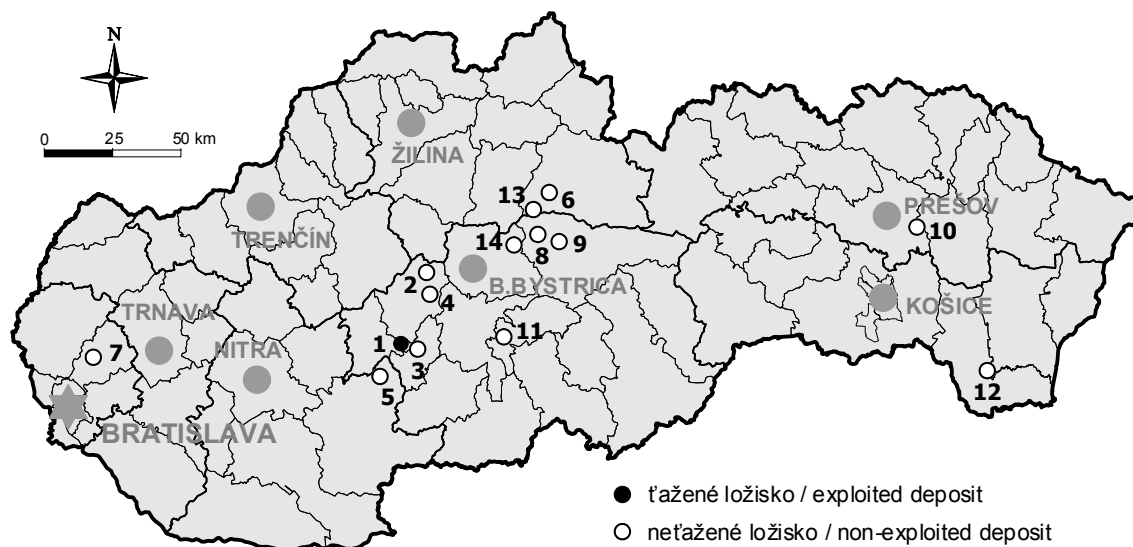 N
0 25 50 km
ŽILINA
13 6
PREŠOV
TRENČÍN
14 8 9
10
2
B.BYSTRICA
4
KOŠICE
TRNAVA
11
1
NITRA
7
3
5
12
BRATISLAVA
ťažené ložisko / exploited deposit
neťažené ložisko / non-exploited deposit